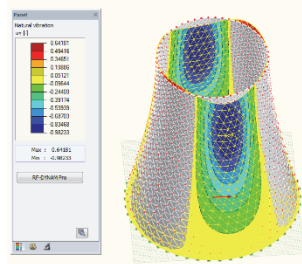 Panel
Natural vibration
u-Y [-]
0.64181
0.49416
0.34651
0.19886
0.05121
-0.09644
-0.24409
-0.39174
-0.53939
-0.68703
-0.83468
-0.98233
Max : 0.64181
Min : -0.98233
RF-DYNAM Pro